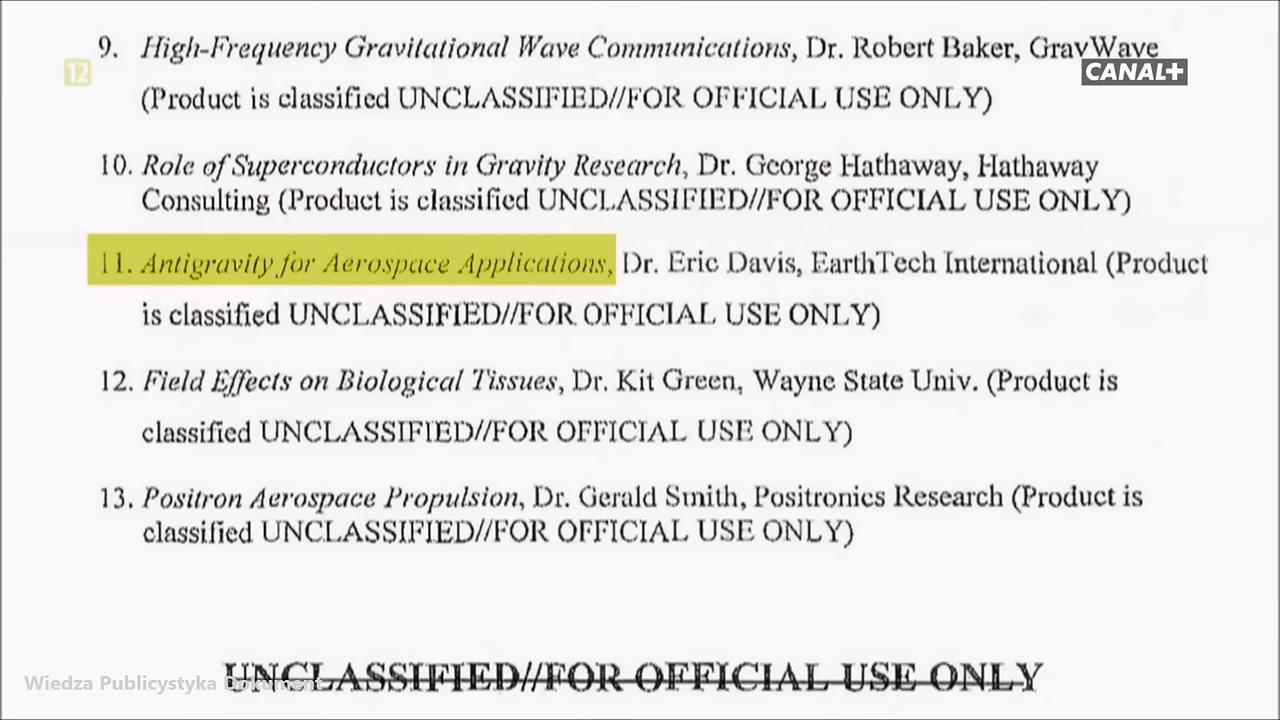 9. High-Frequency Gravitational Wave Communications, Dr. Robert Baker, GravWave
12
CANAL+
(Product is classified UNCLASSIFIED//FOR OFFICIAL USE ONLY)
10. Role of Superconductors in Gravity Research, Dr. George Hathaway, Hathaway
Consulting (Product is classified UNCLASSIFIED//FOR OFFICIAL USE ONLY)
11. Antigravity for Aerospace Applications, Dr. Eric Davis, EarthTech International (Product
is classified UNCLASSIFIED//FOR OFFICIAL USE ONLY)
12. Field Effects on Biological Tissues, Dr. Kit Green, Wayne State Univ. (Product is
classified UNCLASSIFIED//FOR OFFICIAL USE ONLY)
13. Positron Aerospace Propulsion, Dr. Gerald Smith, Positronics Research (Product is
classified UNCLASSIFIED//FOR OFFICIAL USE ONLY)
UNCLASSIFIED//FOR OFFICIAL USE ONLY
Wiedza Publicystyka Dokument